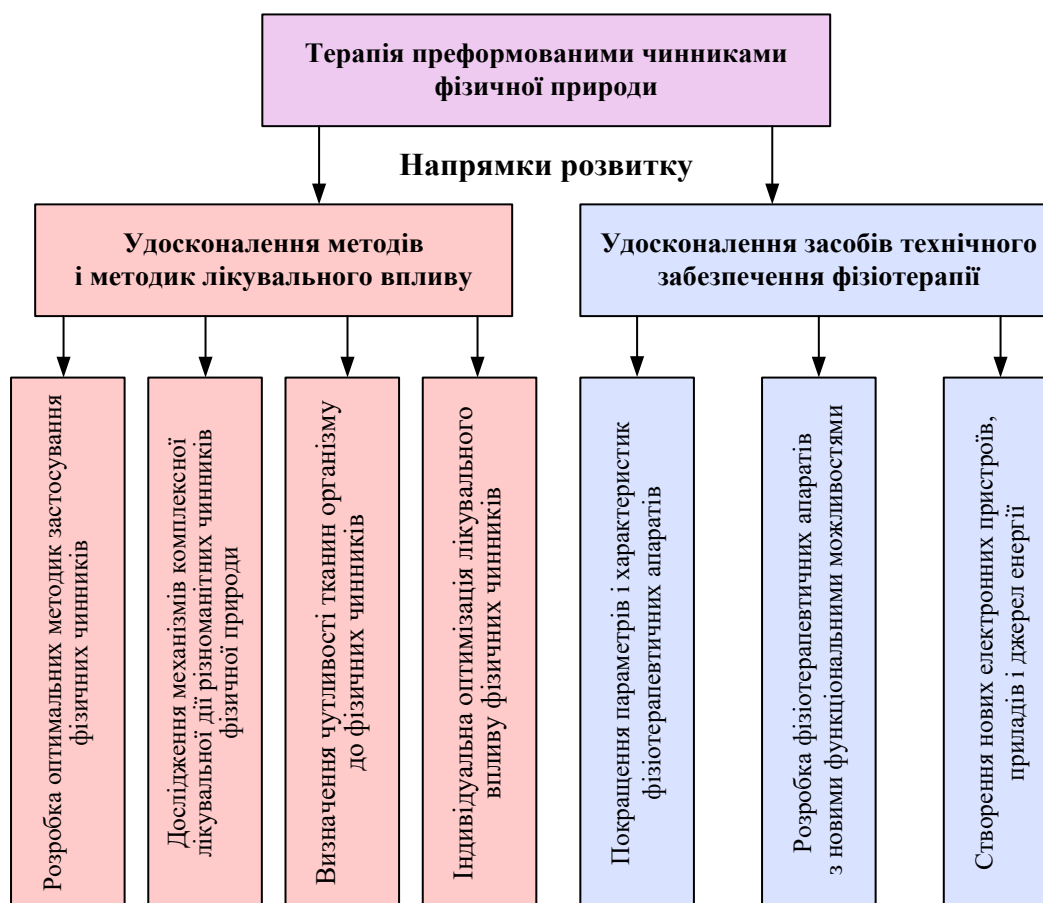 Терапія преформованими чинниками
фізичної природи
Напрямки розвитку
Удосконалення методів
і методик лікувального впливу
Удосконалення засобів технічного
забезпечення фізіотерапії
Розробка оптимальних методик застосування
фізичних чинників
Дослідження механізмів комплексної
лікувальної дії різноманітних чинників
фізичної природи
Визначення чутливості тканин організму
до фізичних чинників
Індивідуальна оптимізація лікувального
впливу фізичних чинників
Покращення параметрів і характеристик
фізіотерапевтичних апаратів
Розробка фізіотерапевтичних апаратів
з новими функціональними можливостями
Створення нових електронних пристроїв,
приладів і джерел енергії